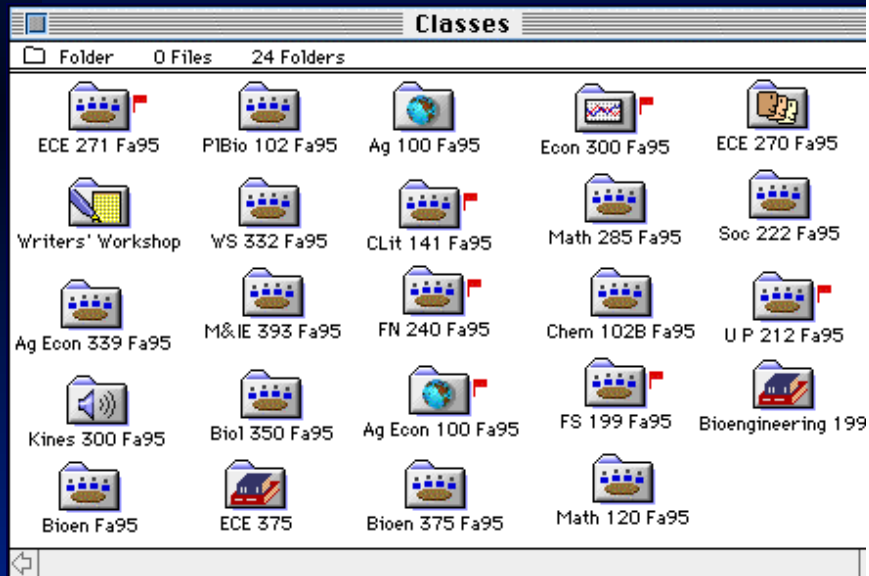 Classes
Folder 0 Files 24 Folders
ECE 271 Fa95 PlBio 102 Fa95 Ag 100 Fa95 Econ 300 Fa95 ECE 270 Fa95
Writers' Workshop WS 332 Fa95 CLit 141 Fa95 Math 285 Fa95 Soc 222 Fa95
Ag Econ 339 Fa95 M&IE 393 Fa95 FN 240 Fa95 Chem 102B Fa95 U P 212 Fa95
Kines 300 Fa95 Biol 350 Fa95 Ag Econ 100 Fa95 FS 199 Fa95 Bioengineering 199
Bioen Fa95 ECE 375 Bioen 375 Fa95 Math 120 Fa95